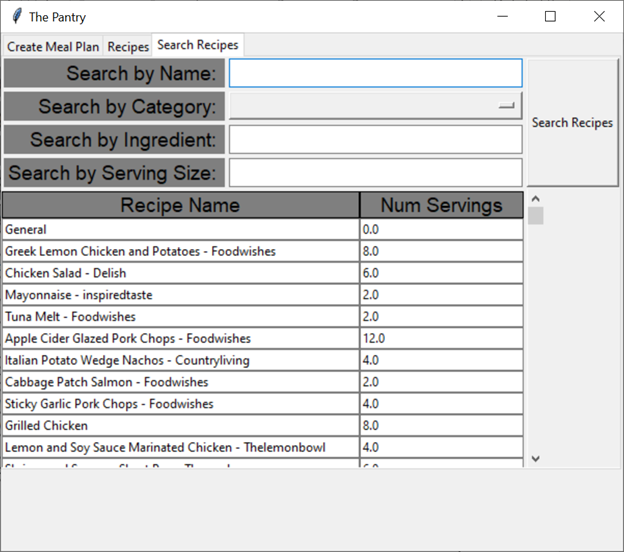 The Pantry
Create Meal Plan Recipes Search Recipes
Search by Name:
Search by Category:
Search by Ingredient:
Search by Serving Size:
Search Recipes
Recipe Name Num Servings
General 0.0
Greek Lemon Chicken and Potatoes - Foodwishes 8.0
Chicken Salad - Delish 6.0
Mayonnaise - inspiredtaste 2.0
Tuna Melt - Foodwishes 2.0
Apple Cider Glazed Pork Chops - Foodwishes 12.0
Italian Potato Wedge Nachos - Countryliving 4.0
Cabbage Patch Salmon - Foodwishes 2.0
Sticky Garlic Pork Chops - Foodwishes 4.0
Grilled Chicken 8.0
Lemon and Soy Sauce Marinated Chicken - Thelemonbowl 4.0